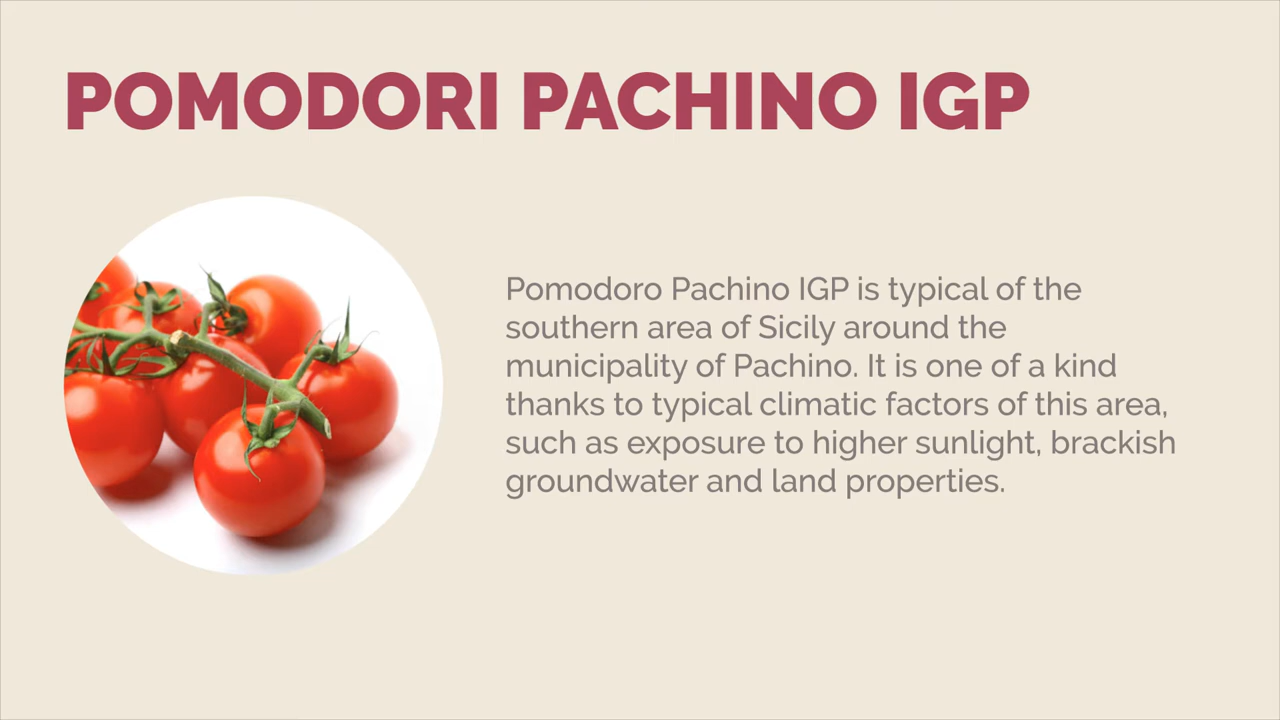 POMODORI PACHINO IGP
Pomodoro Pachino IGP is typical of the
southern area of Sicily around the
municipality of Pachino. It is one of a kind
thanks to typical climatic factors of this area,
such as exposure to higher sunlight, brackish
groundwater and land properties.